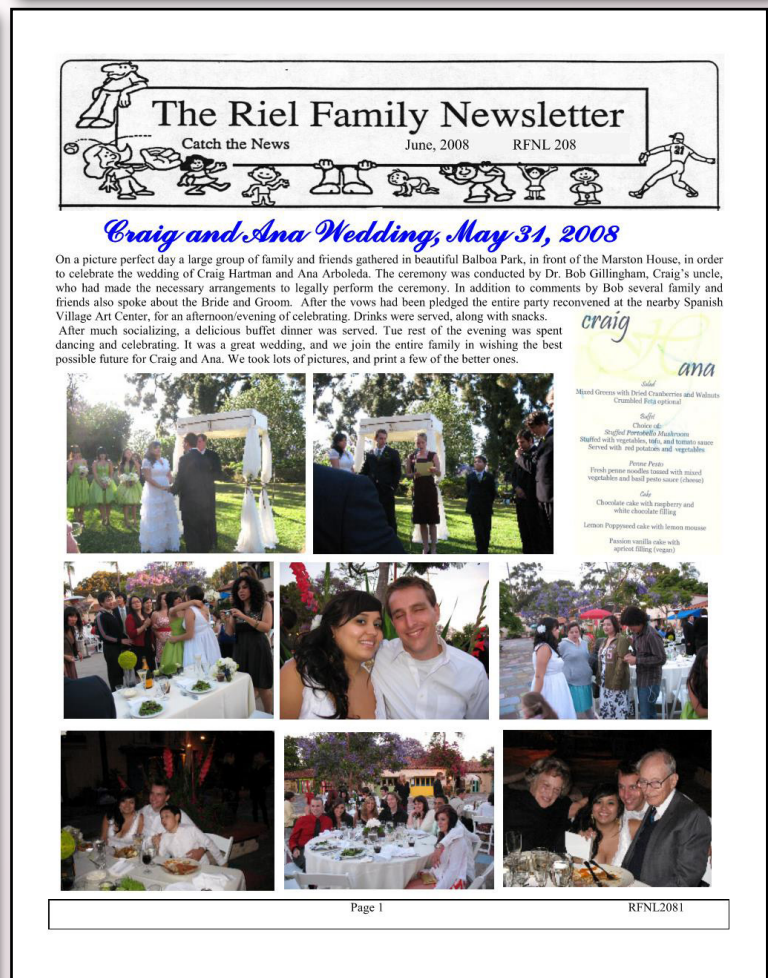 The Riel Family Newsletter
Catch the News June, 2008 RFNL 208
31
Craig and Ana Wedding, May 31, 2008
On a picture perfect day a large group of family and friends gathered in beautiful Balboa Park, in front of the Marston House, in order
to celebrate the wedding of Craig Hartman and Ana Arboleda. The ceremony was conducted by Dr. Bob Gillingham, Craig's uncle,
who had made the necessary arrangements to legally perform the ceremony. In addition to comments by Bob several family and
friends also spoke about the Bride and Groom. After the vows had been pledged the entire party reconvened at the nearby Spanish
Village Art Center, for an afternoon/evening of celebrating. Drinks were served, along with snacks.
After much socializing, a delicious buffet dinner was served. Tue rest of the evening was spent
dancing and celebrating. It was a great wedding, and we join the entire family in wishing the best
possible future for Craig and Ana. We took lots of pictures, and print a few of the better ones.
craig
H
ana
Salad
Mixed Greens with Dried Cranberries and Walnuts
Crumbled Feta optional
Buffet
Choice of:
Stuffed Portobella Mushroom
Stuffed with vegetables, tofu, and tomato sauce
Served with red potatoes and vegetables
Penne Pesto
Fresh penne noodles tossed with mixed
vegetables and basil pesto sauce (cheese)
Cake
Chocolate cake with raspberry and
white chocolate filling
Lemon Poppyseed cake with lemon mousse
Passion vanilla cake with
apricot filling (vegan)
Page 1 RFNL2081